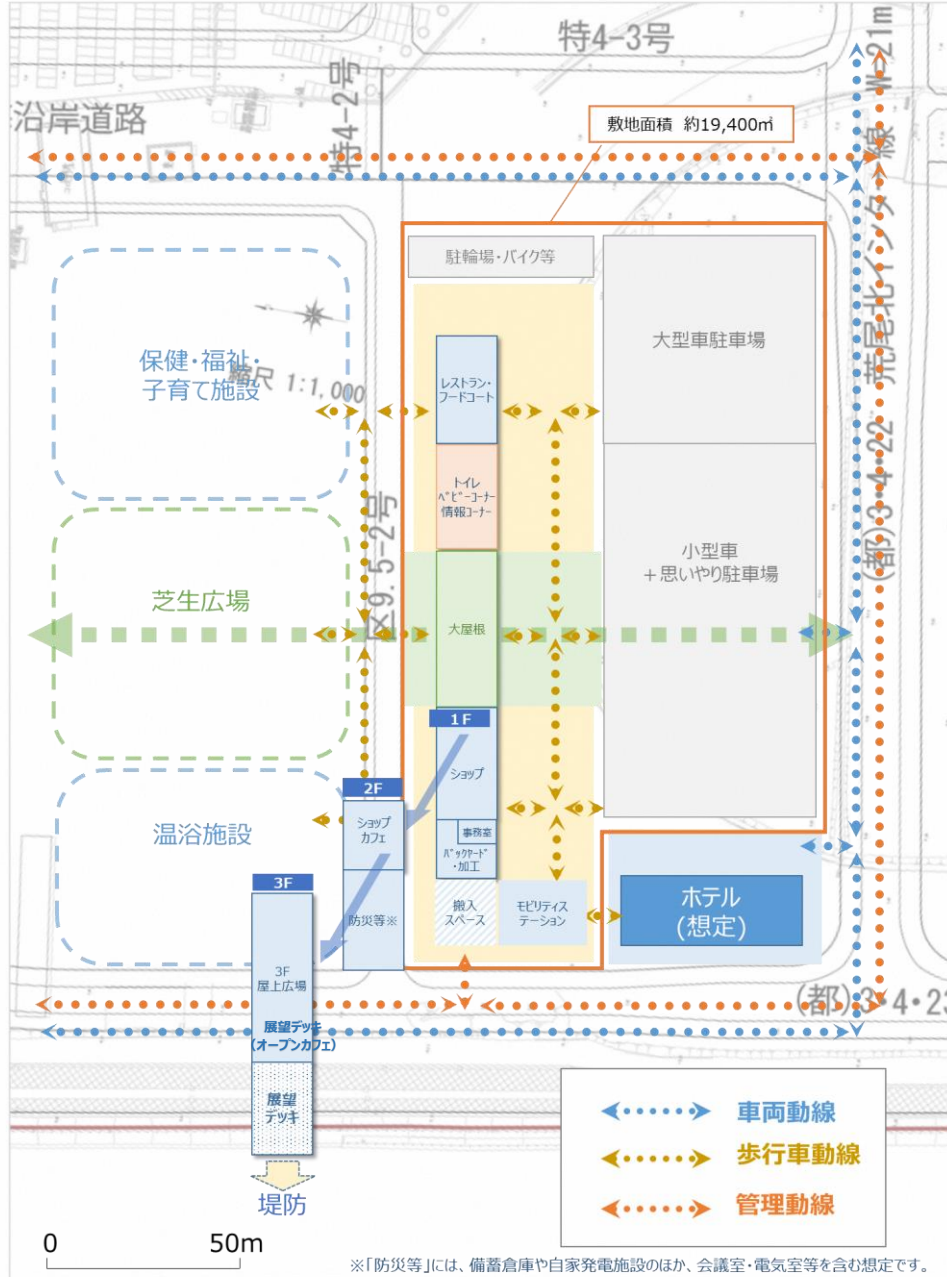 特4-3号
特4-2号
沿岸道路
敷地面積 約19,400㎡
W=21m
(都)3・4・22 荒尾北インター線
駐輪場・バイク等
大型車駐車場
保健・福祉・
子育て施設
縮尺 1:1,000
レストラン・
フードコート
トイレ
ベビーコーナー
情報コーナー
区9.5-2号
小型車
＋思いやり駐車場
芝生広場
大屋根
1F
ショップ
2F
ショップ
カフェ
事務室
バックヤード
・加工
温浴施設
3F
搬入
スペース
モビリティス
テーション
ホテル
(想定)
防災等※
3F
屋上広場
(都)3・4・23
展望デッキ
(オープンカフェ)
展望
デッキ
堤防
車両動線
歩行車動線
管理動線
0 50m
※「防災等」には、備蓄倉庫や自家発電施設のほか、会議室・電気室等を含む想定です。